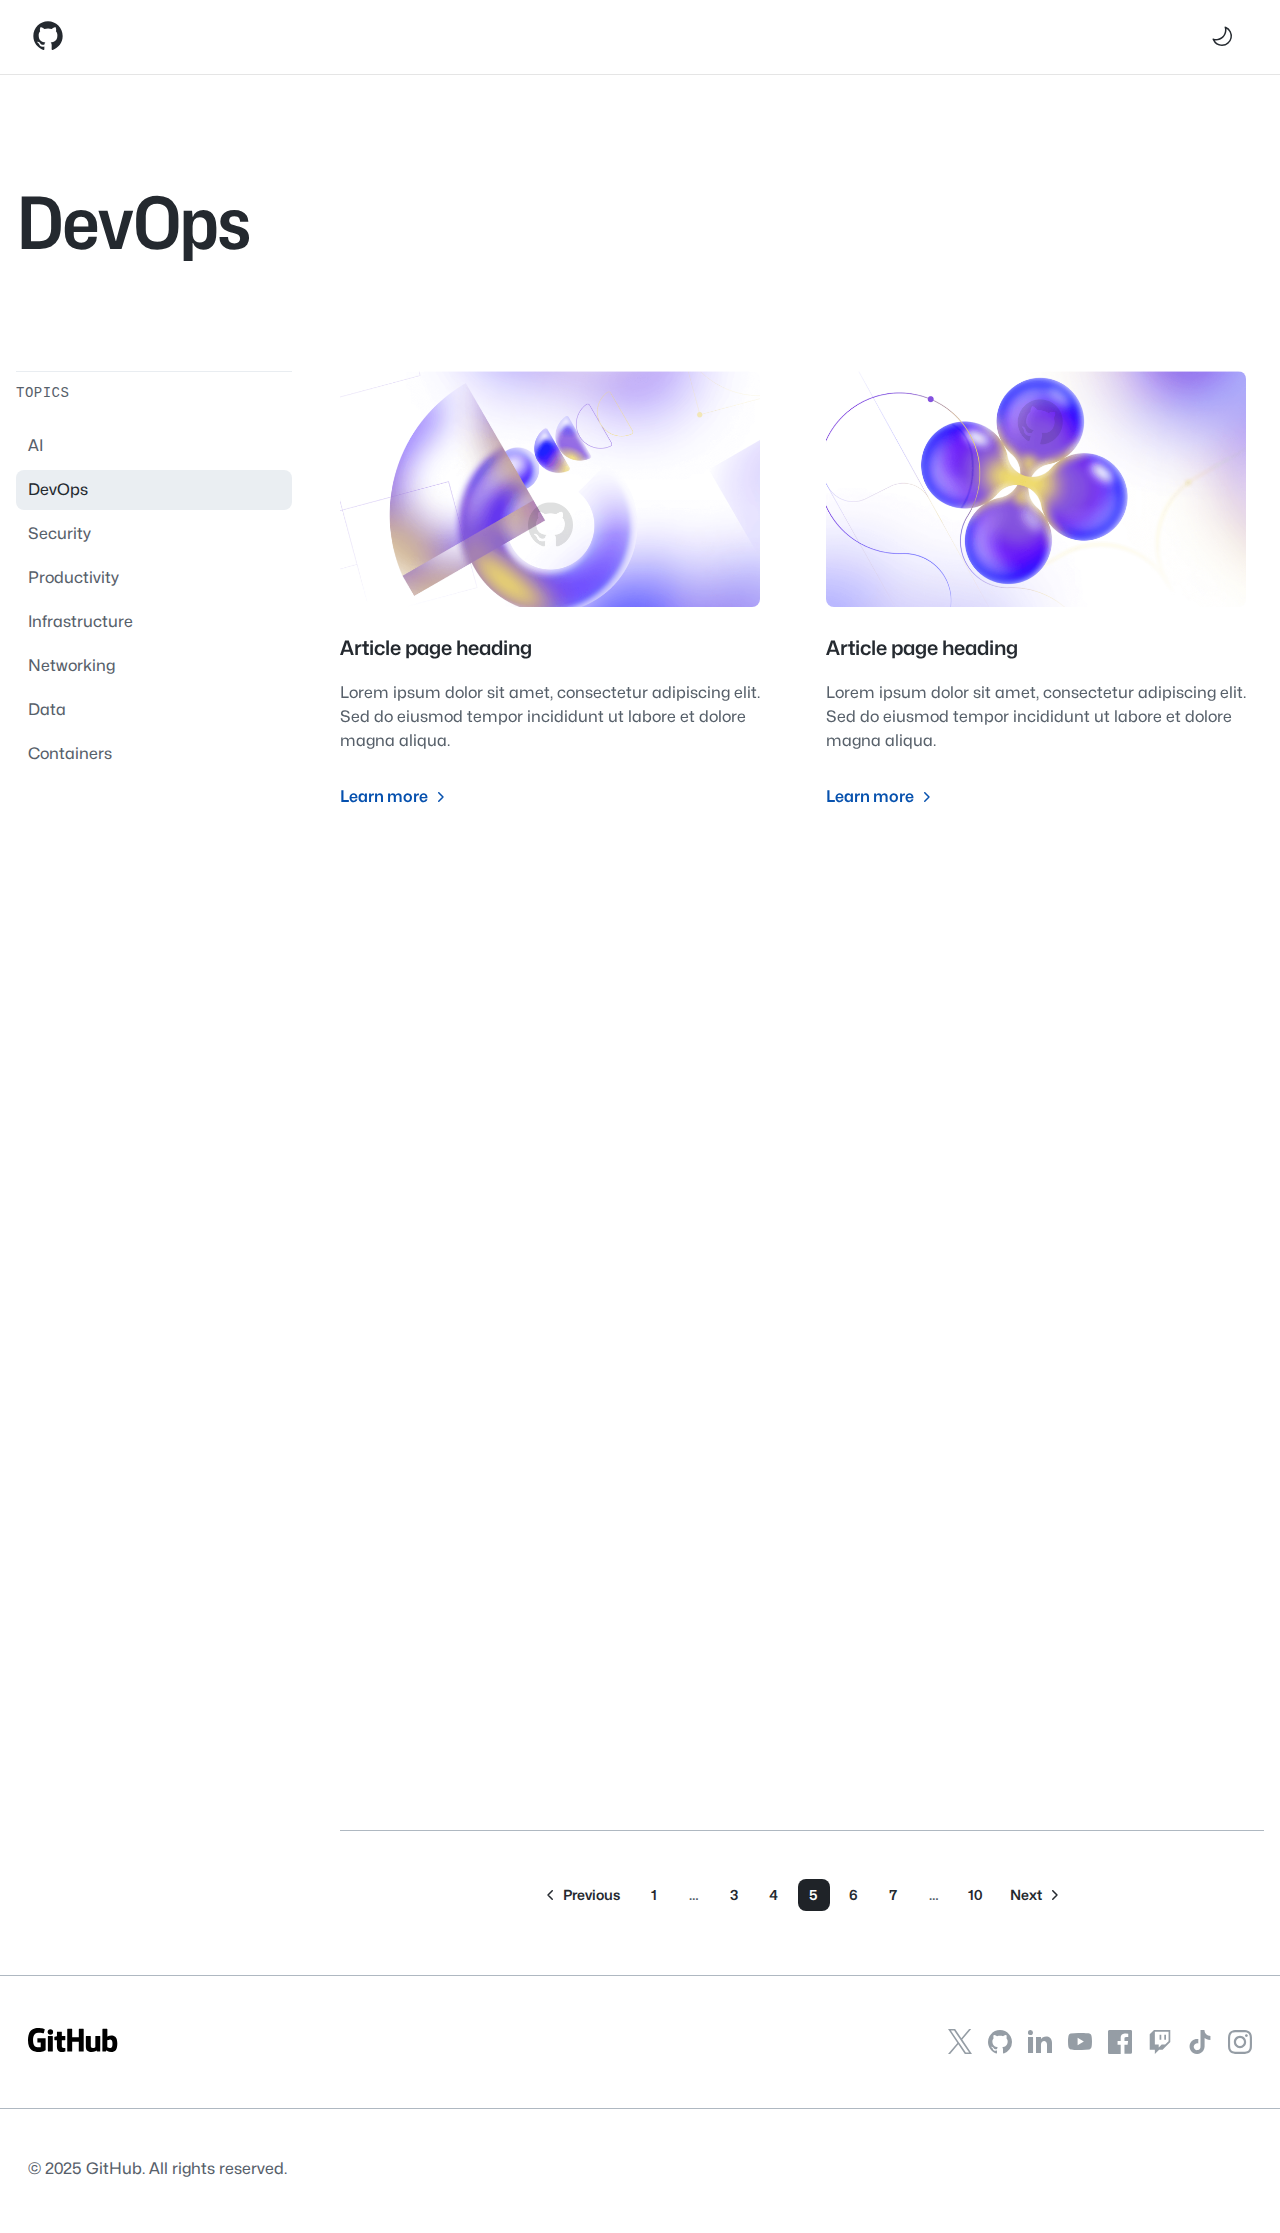 DevOps
TOPICS
AI
DevOps
Security
Productivity
Infrastructure
Networking
Data
Containers
Article page heading
Lorem ipsum dolor sit amet, consectetur adipiscing elit.
Sed do eiusmod tempor incididunt ut labore et dolore
magna aliqua.
Learn more
Article page heading
Lorem ipsum dolor sit amet, consectetur adipiscing elit.
Sed do eiusmod tempor incididunt ut labore et dolore
magna aliqua.
Learn more
Previous 1 … 3 4 5 6 7 … 10 Next
GitHub
© 2025 GitHub. All rights reserved.